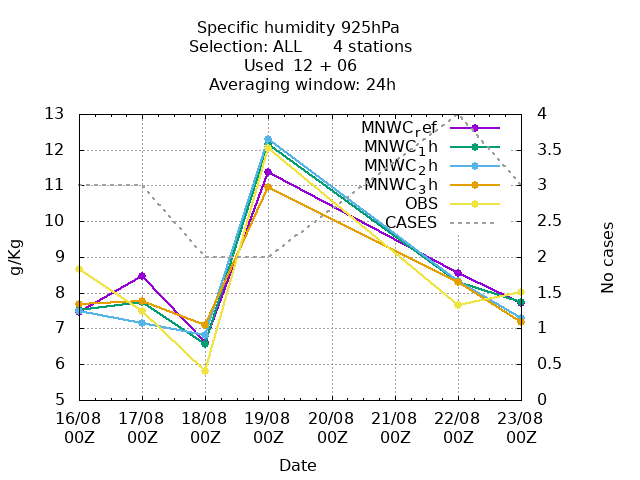 Specific humidity 925hPa
Selection: ALL 4 stations
Used 12 + 06
Averaging window: 24h
13
12
11
10
9
8
7
6
5
g/Kg
4
3.5
3
2.5
2
1.5
1
0.5
0
No cases
MNWC_ref
MNWC_1h
MNWC_2h
MNWC_3h
OBS
CASES
16/08 17/08 18/08 19/08 20/08 21/08 22/08 23/08
00Z 00Z 00Z 00Z 00Z 00Z 00Z 00Z
Date